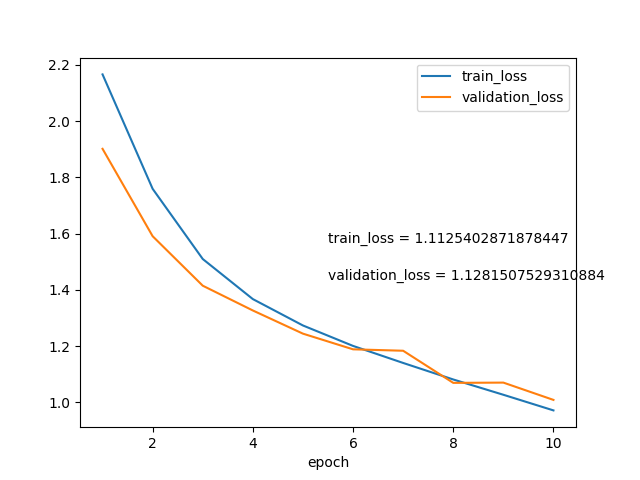 2.2
2.0
1.8
1.6
1.4
1.2
1.0
train_loss
validation_loss
train_loss = 1.1125402871878447
validation_loss = 1.1281507529310884
2 4 6 8 10
epoch